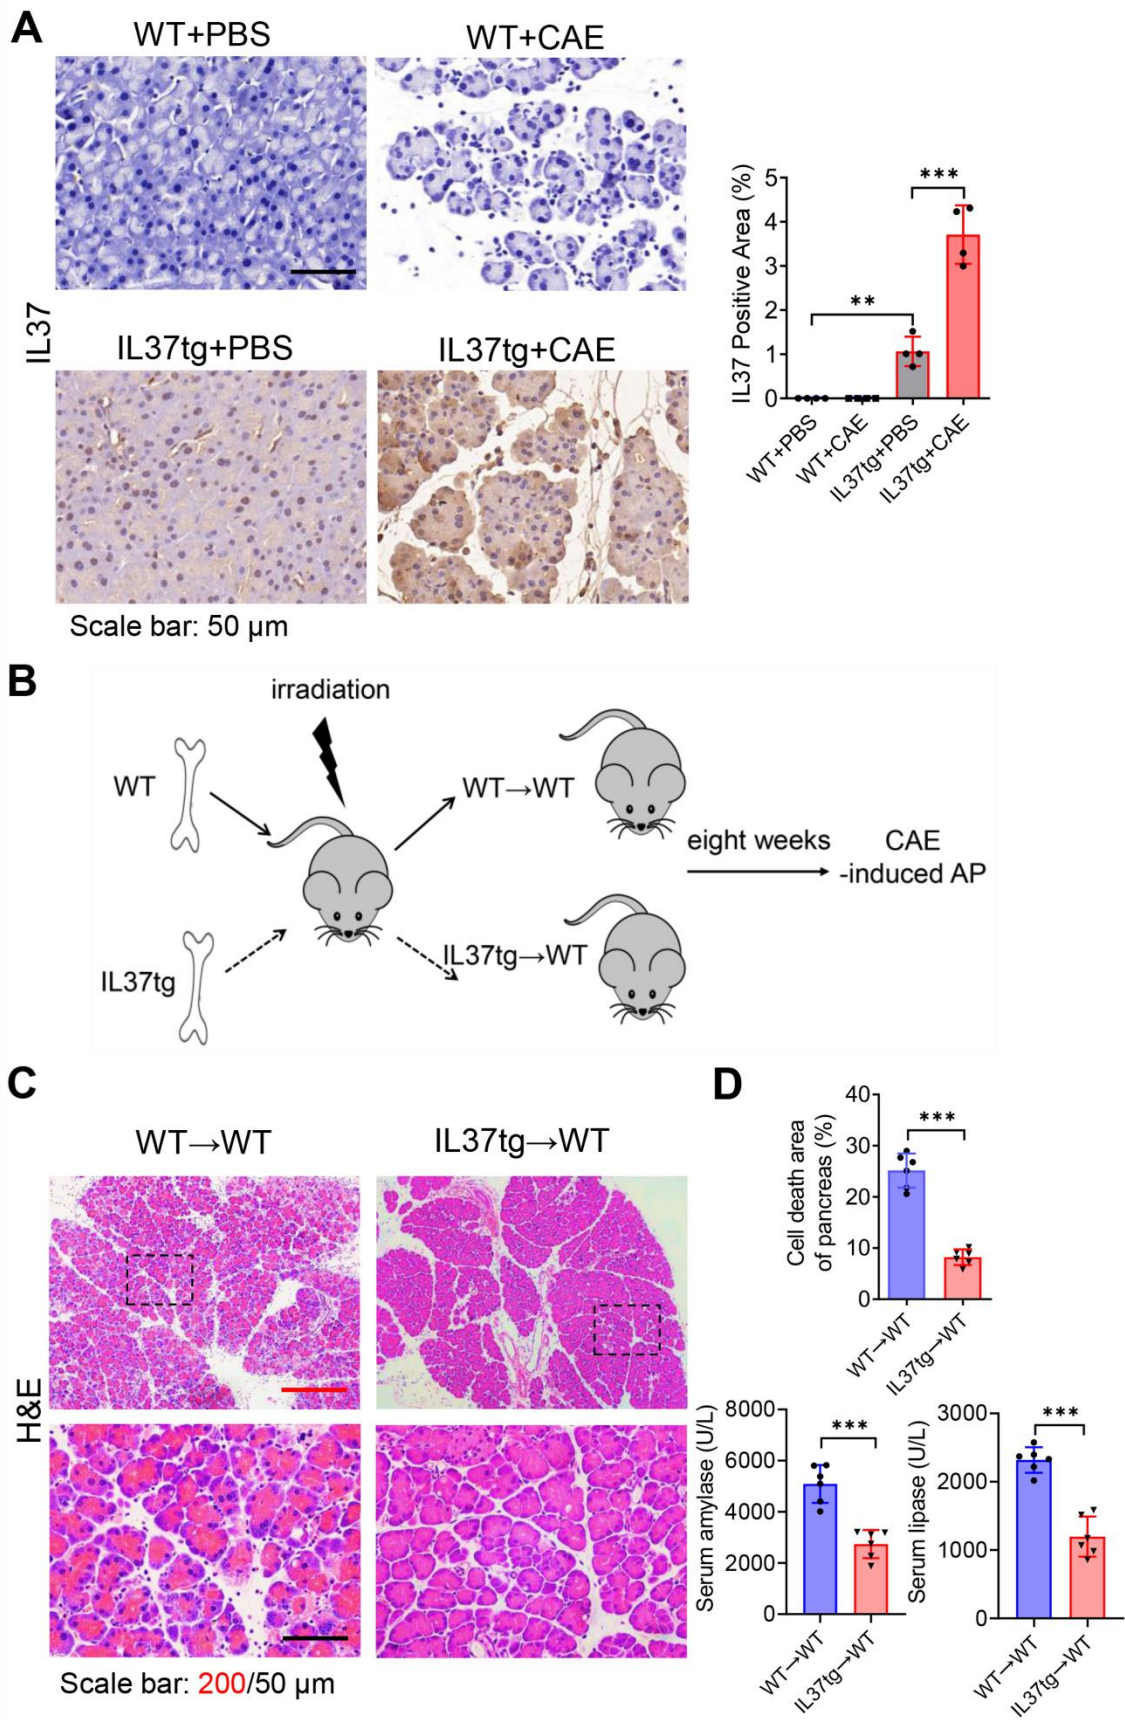 A
WT+PBS
WT+CAE
IL37
IL37tg+PBS
IL37tg+CAE
Scale bar: 50 μm
IL37 Positive Area (%)
5
4
3
2
1
0
**
***
WT+PBS
WT+CAE
IL37tg+PBS
IL37tg+CAE
B
irradiation
WT
IL37tg
WT→WT
IL37tg→WT
eight weeks
CAE
-induced AP
C
WT→WT
IL37tg→WT
H&E
Scale bar: 200/50 μm
D
Cell death area
of pancreas (%)
40
30
20
10
0
***
WT→WT
IL37tg→WT
Serum amylase (U/L)
8000
6000
4000
2000
0
***
WT→WT
IL37tg→WT
Serum lipase (U/L)
3000
2000
1000
0
***
WT→WT
IL37tg→WT